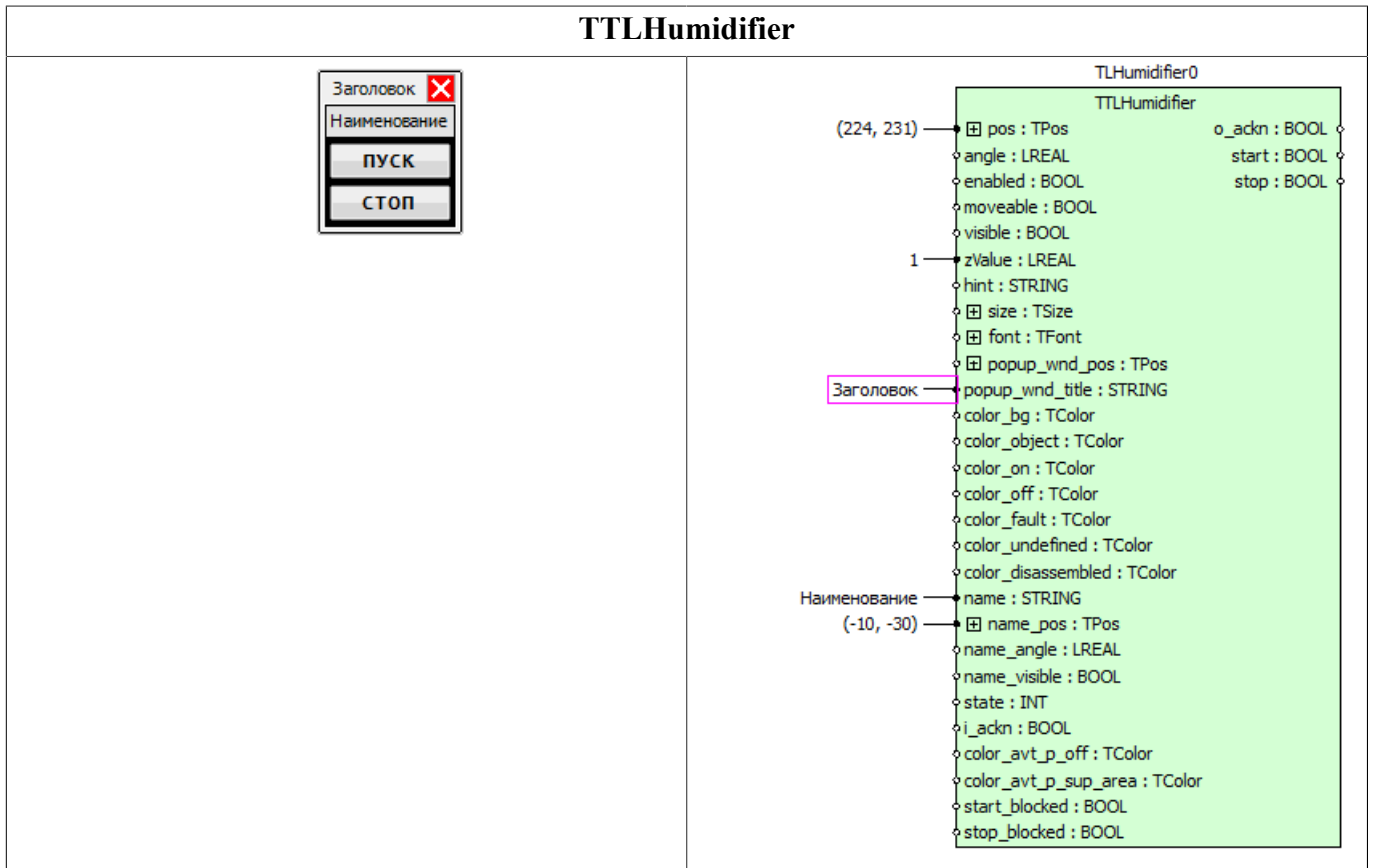 TTLHumidifier
Заголовок
Наименование
ПУСК
СТОП
TLHumidifier0
TTLHumidifier
(224, 231) pos : TPos o_ackn : BOOL
angle : LREAL start : BOOL
enabled : BOOL stop : BOOL
moveable : BOOL
visible : BOOL
1 zValue : LREAL
hint : STRING
size : TSize
font : TFont
popup_wnd_pos : TPos
Заголовок popup_wnd_title : STRING
color_bg : TColor
color_object : TColor
color_on : TColor
color_off : TColor
color_fault : TColor
color_undefined : TColor
color_disassembled : TColor
Наименование name : STRING
(-10, -30) name_pos : TPos
name_angle : LREAL
name_visible : BOOL
state : INT
i_ackn : BOOL
color_avt_p_off : TColor
color_avt_p_sup_area : TColor
start_blocked : BOOL
stop_blocked : BOOL